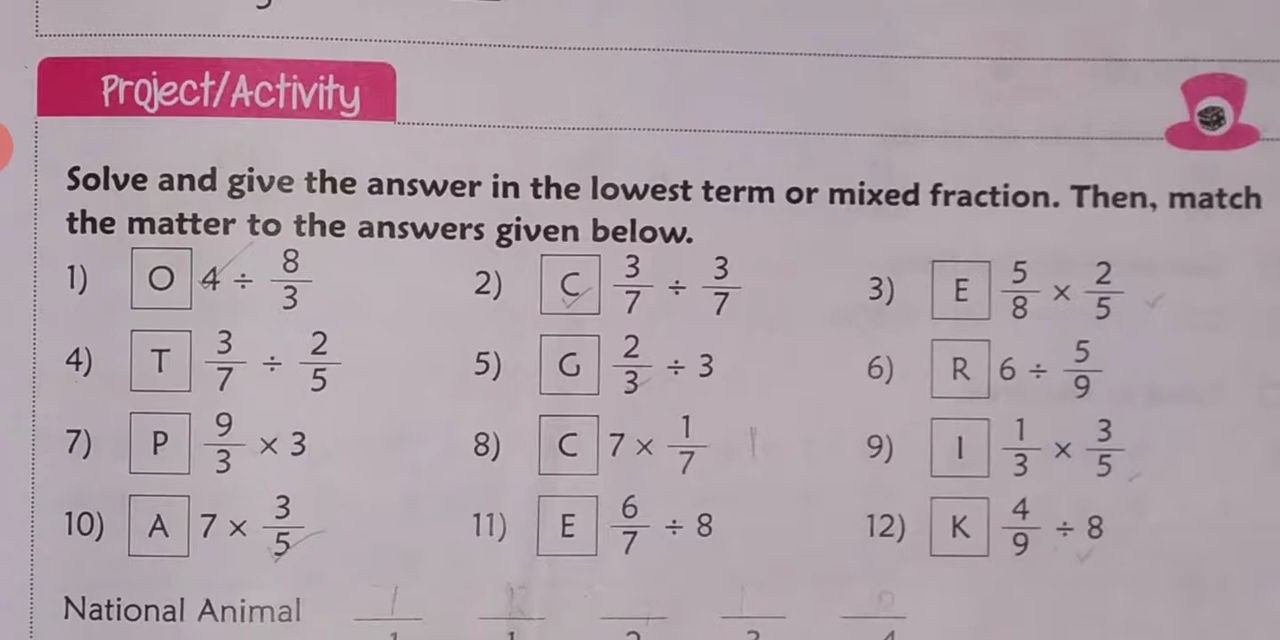 Project/Activity
Solve and give the answer in the lowest term or mixed fraction. Then, match
the matter to the answers given below.
1) O 4 ÷ 8/3 2) C 3/7 ÷ 3/7 3) E 5/8 × 2/5
4) T 3/7 ÷ 2/5 5) G 2/3 ÷ 3 6) R 6 ÷ 5/9
7) P 9/3 × 3 8) C 7 × 1/7 9) I 1/3 × 3/5
10) A 7 × 3/5 11) E 6/7 ÷ 8 12) K 4/9 ÷ 8
National Animal